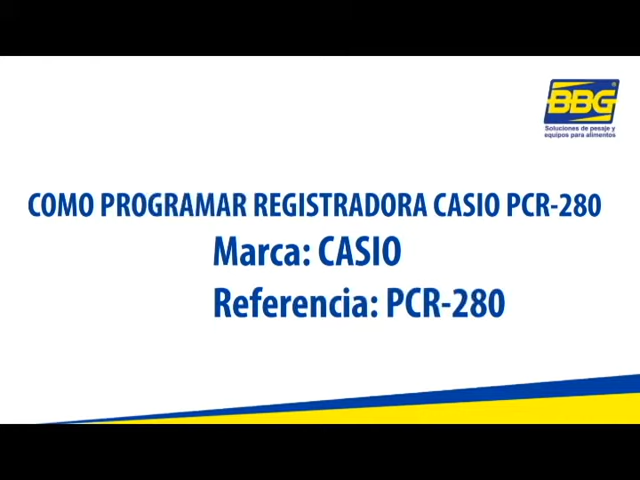 BBG®
Soluciones de pesaje y
equipos para alimentos
COMO PROGRAMAR REGISTRADORA CASIO PCR-280
Marca: CASIO
Referencia: PCR-280